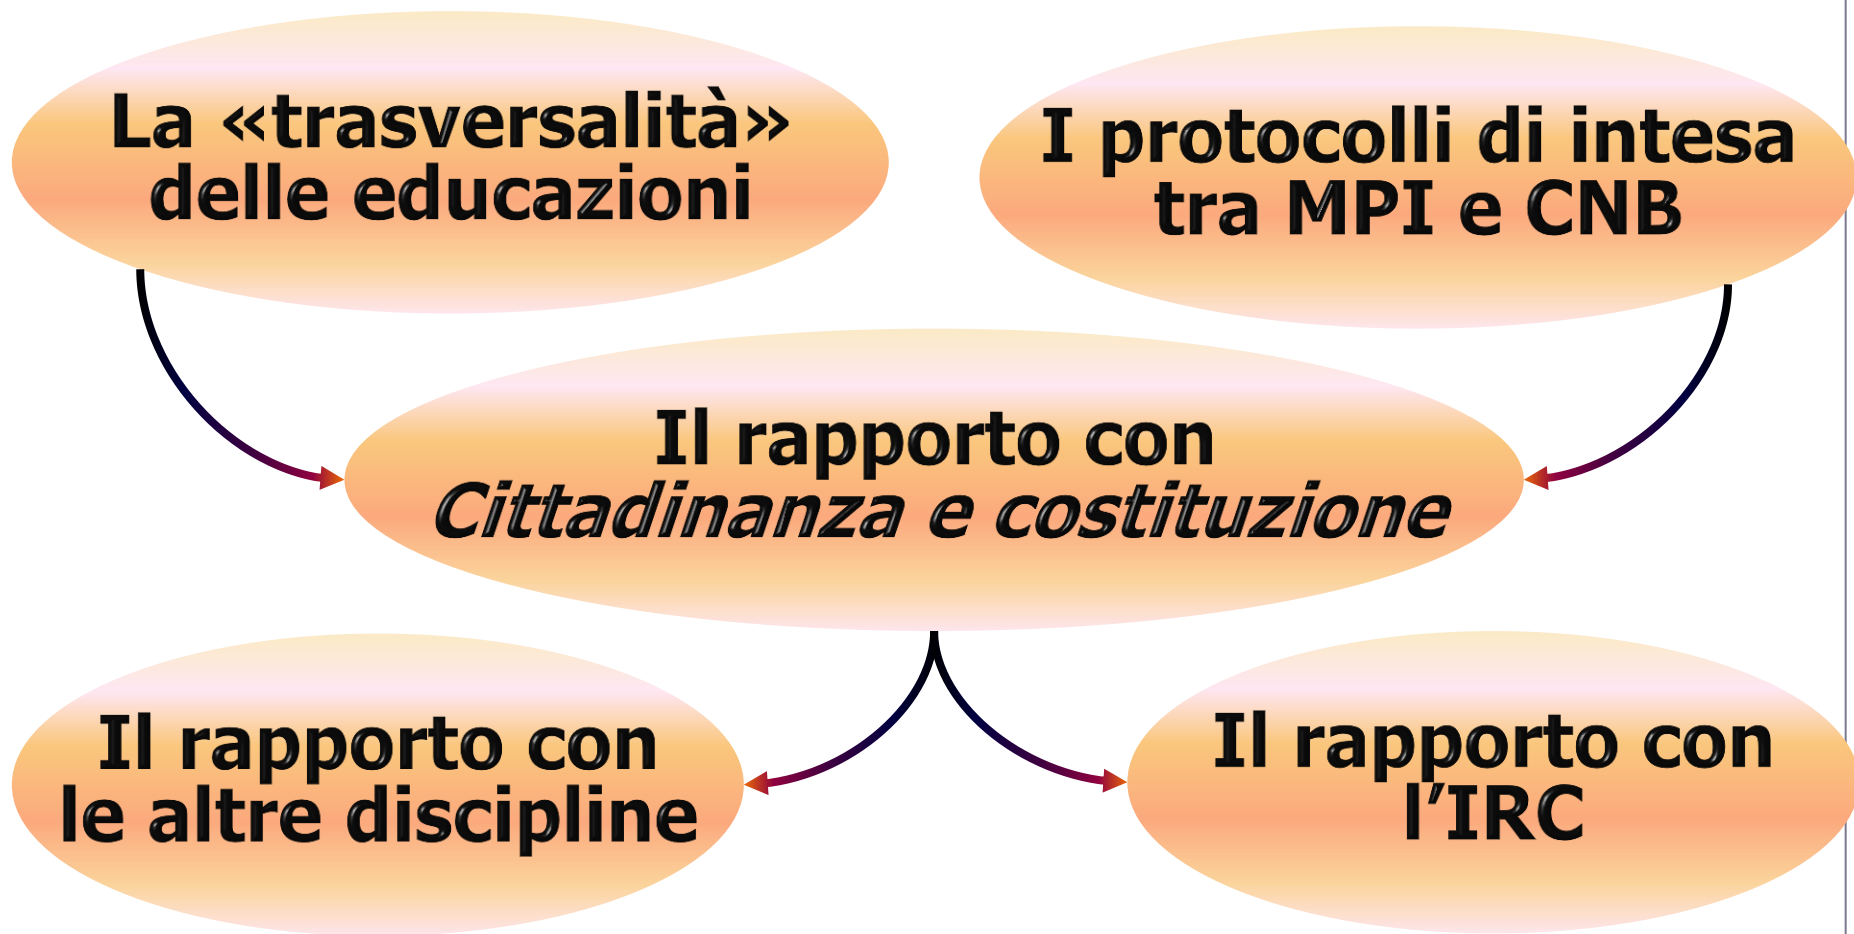 La «trasversalità»
delle educazioni
I protocolli di intesa
tra MPI e CNB
Il rapporto con
Cittadinanza e costituzione
Il rapporto con
le altre discipline
Il rapporto con
l’IRC